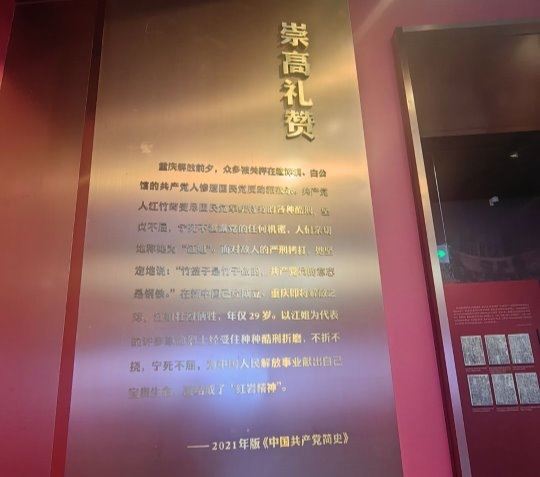 崇高礼赞
重庆解放前夕，众多被关押在渣滓洞、白公
馆的共产党人惨遭国民党反动派杀害。共产党
人江竹筠受尽国民党军统特务的各种酷刑，坚
贞不屈，宁死不泄露党的任何机密，人们亲切
地称她为“江姐”。面对敌人的严刑拷打，她坚
定地说：“竹签子是竹子做的，共产党员的意志
是钢铁。”在新中国已经成立、重庆即将解放之
际，江姐壮烈牺牲，年仅29岁。以江姐为代表
的许多革命烈士经受住种种酷刑折磨，不折不
挠，宁死不屈，为中国人民解放事业献出自己
宝贵生命，凝结成了“红岩精神”。
——2021年版《中国共产党简史》